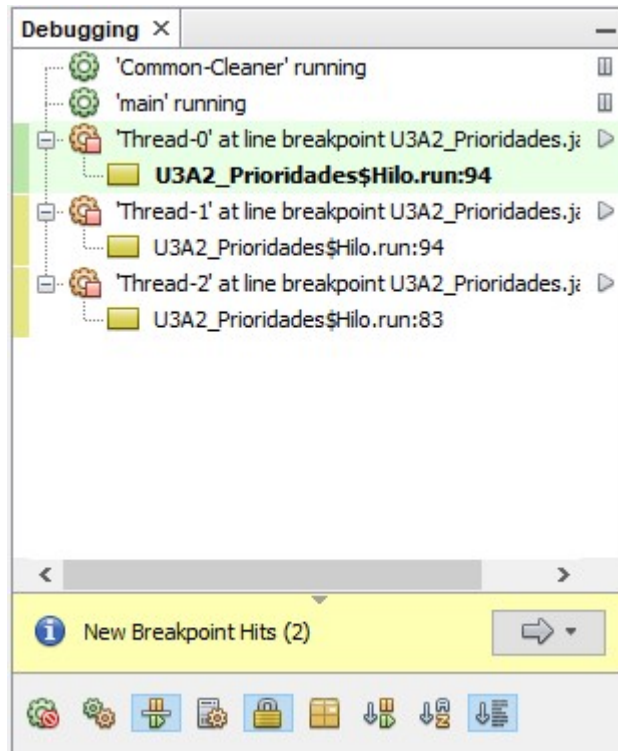 Debugging
'Common-Cleaner' running
'main' running
'Thread-0' at line breakpoint U3A2_Prioridades.ja
U3A2_Prioridades$Hilo.run:94
'Thread-1' at line breakpoint U3A2_Prioridades.ja
U3A2_Prioridades$Hilo.run:94
'Thread-2' at line breakpoint U3A2_Prioridades.ja
U3A2_Prioridades$Hilo.run:83
New Breakpoint Hits (2)